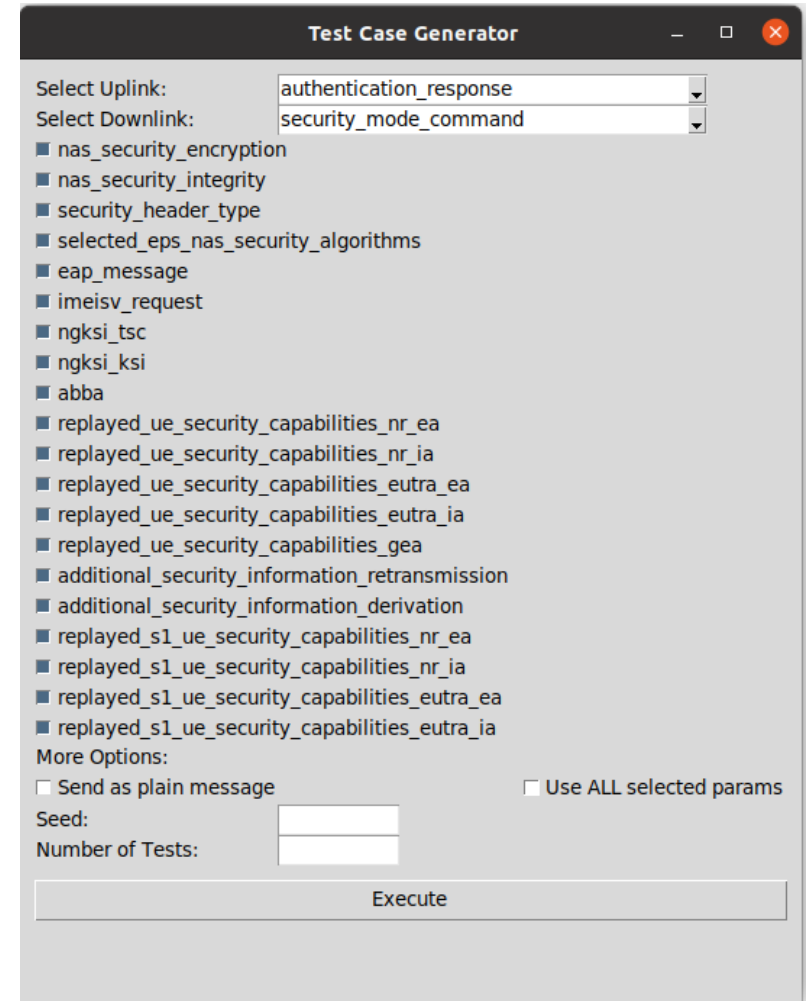 Test Case Generator
Select Uplink: authentication_response
Select Downlink: security_mode_command
nas_security_encryption
nas_security_integrity
security_header_type
selected_eps_nas_security_algorithms
eap_message
imeisv_request
ngksi_tsc
ngksi_ksi
abba
replayed_ue_security_capabilities_nr_ea
replayed_ue_security_capabilities_nr_ia
replayed_ue_security_capabilities_eutra_ea
replayed_ue_security_capabilities_eutra_ia
replayed_ue_security_capabilities_gea
additional_security_information_retransmission
additional_security_information_derivation
replayed_s1_ue_security_capabilities_nr_ea
replayed_s1_ue_security_capabilities_nr_ia
replayed_s1_ue_security_capabilities_eutra_ea
replayed_s1_ue_security_capabilities_eutra_ia
More Options:
Send as plain message Use ALL selected params
Seed:
Number of Tests:
Execute